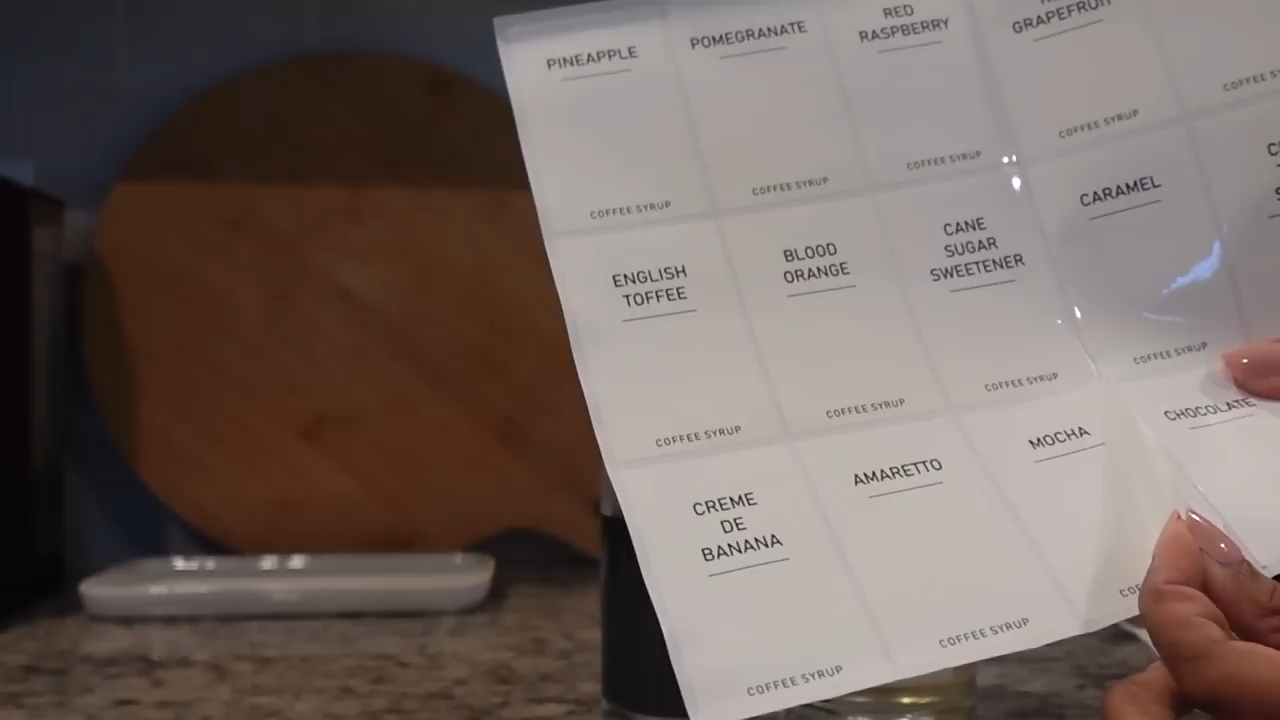 PINEAPPLE
COFFEE SYRUP
POMEGRANATE
COFFEE SYRUP
RED
RASPBERRY
COFFEE SYRUP
GRAPEFRUIT
COFFEE SYRUP
COFFEE
ENGLISH
TOFFEE
COFFEE SYRUP
BLOOD
ORANGE
COFFEE SYRUP
CANE
SUGAR
SWEETENER
COFFEE SYRUP
CARAMEL
COFFEE SYRUP
CREME
DE
BANANA
COFFEE SYRUP
AMARETTO
COFFEE SYRUP
MOCHA
CHOCOLATE